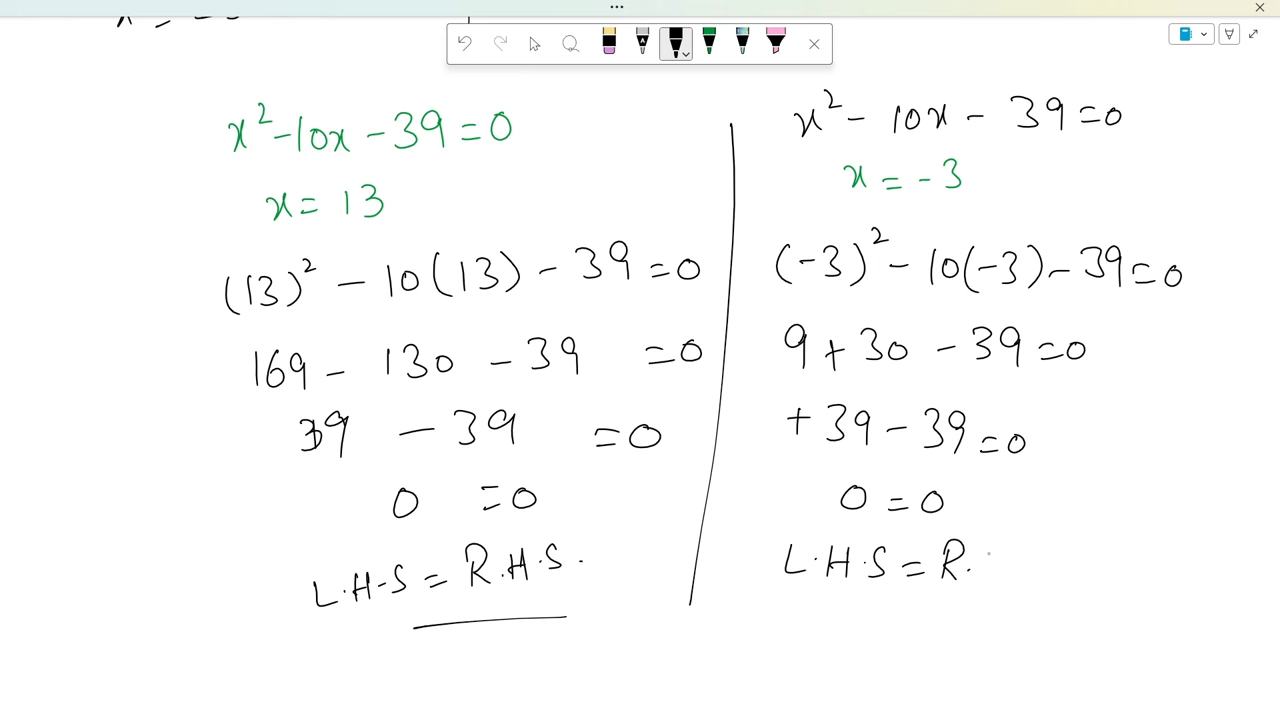 x² - 10x - 39 = 0
x = 13
(13)² - 10(13) - 39 = 0
169 - 130 - 39 = 0
39 - 39 = 0
0 = 0
L.H.S = R.H.S.
x² - 10x - 39 = 0
x = -3
(-3)² - 10(-3) - 39 = 0
9 + 30 - 39 = 0
+ 39 - 39 = 0
0 = 0
L.H.S = R.